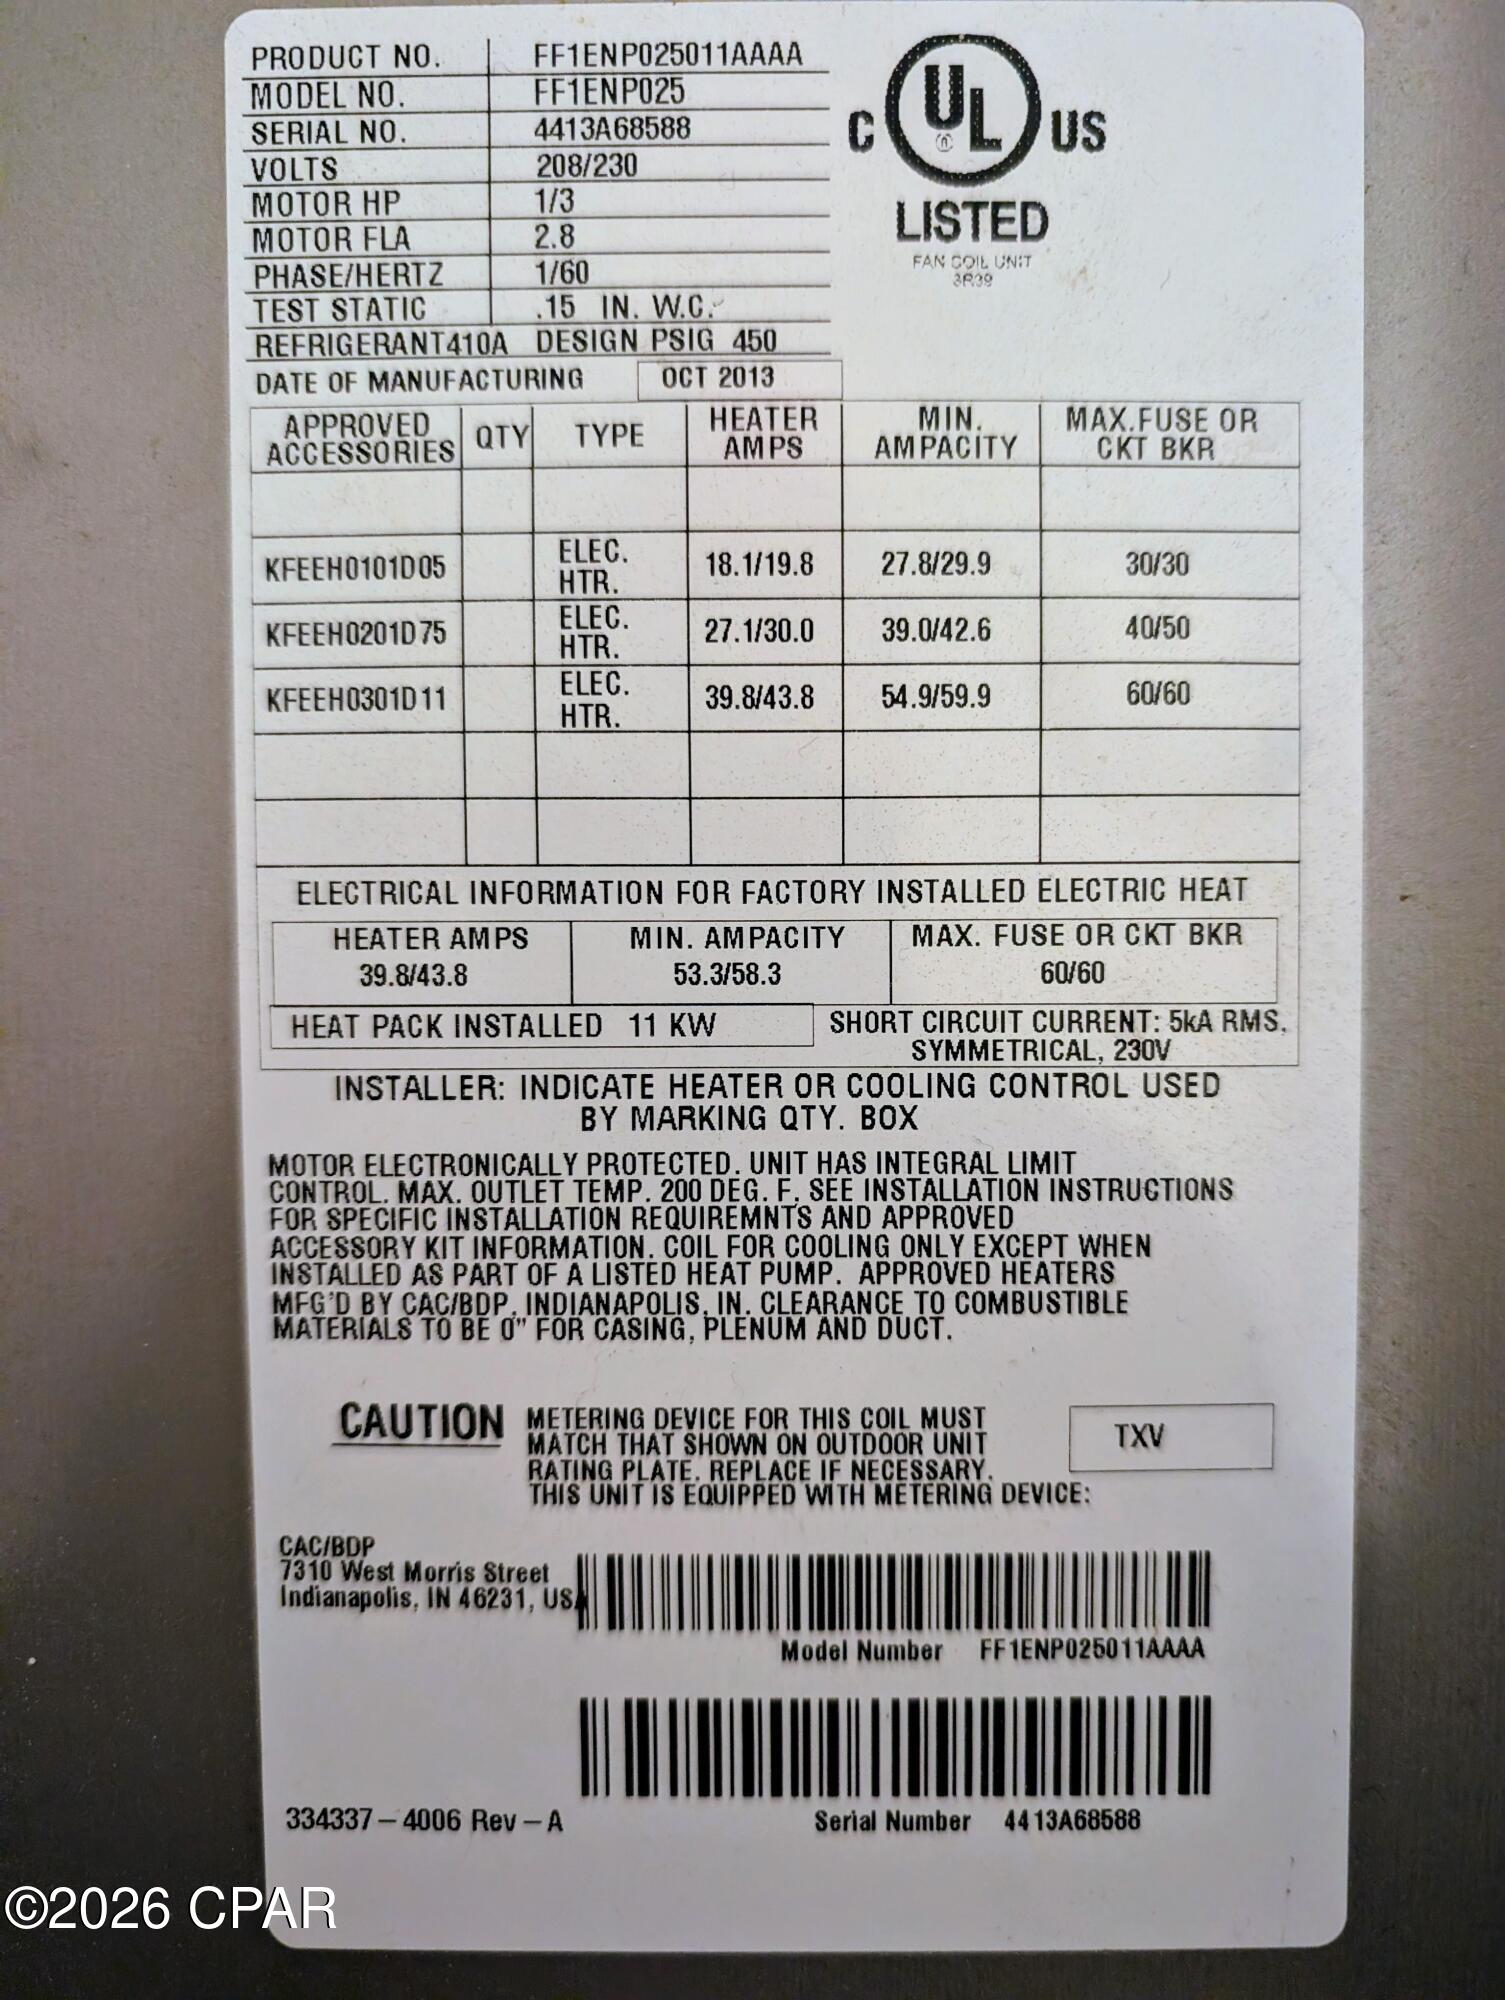 PRODUCT NO. FF1ENP025011AAAA
MODEL NO. FF1ENP025
SERIAL NO. 4413A68588
VOLTS 208/230
MOTOR HP 1/3
MOTOR FLA 2.8
PHASE/HERTZ 1/60
TEST STATIC .15 IN. W.C.
REFRIGERANT410A DESIGN PSIG 450
DATE OF MANUFACTURING OCT 2013
C UL US
LISTED
FAN COIL UNIT
3R39
APPROVED ACCESSORIES QTY TYPE HEATER AMPS MIN. AMPACITY MAX.FUSE OR CKT BKR
KFEEH0101D05 ELEC. HTR. 18.1/19.8 27.8/29.9 30/30
KFEEH0201D75 ELEC. HTR. 27.1/30.0 39.0/42.6 40/50
KFEEH0301D11 ELEC. HTR. 39.8/43.8 54.9/59.9 60/60
ELECTRICAL INFORMATION FOR FACTORY INSTALLED ELECTRIC HEAT
HEATER AMPS MIN. AMPACITY MAX. FUSE OR CKT BKR
39.8/43.8 53.3/58.3 60/60
HEAT PACK INSTALLED 11 KW
SHORT CIRCUIT CURRENT: 5kA RMS.
SYMMETRICAL, 230V
INSTALLER: INDICATE HEATER OR COOLING CONTROL USED
BY MARKING QTY. BOX
MOTOR ELECTRONICALLY PROTECTED. UNIT HAS INTEGRAL LIMIT
CONTROL. MAX. OUTLET TEMP. 200 DEG. F. SEE INSTALLATION INSTRUCTIONS
FOR SPECIFIC INSTALLATION REQUIREMNTS AND APPROVED
ACCESSORY KIT INFORMATION. COIL FOR COOLING ONLY EXCEPT WHEN
INSTALLED AS PART OF A LISTED HEAT PUMP. APPROVED HEATERS
MFG'D BY CAC/BDP, INDIANAPOLIS, IN. CLEARANCE TO COMBUSTIBLE
MATERIALS TO BE 0" FOR CASING, PLENUM AND DUCT.
CAUTION
METERING DEVICE FOR THIS COIL MUST
MATCH THAT SHOWN ON OUTDOOR UNIT
RATING PLATE. REPLACE IF NECESSARY.
THIS UNIT IS EQUIPPED WITH METERING DEVICE:
TXV
CAC/BDP
7310 West Morris Street
Indianapolis, IN 46231, USA
Model Number FF1ENP025011AAAA
334337-4006 Rev-A
Serial Number 4413A68588
©2026 CPAR